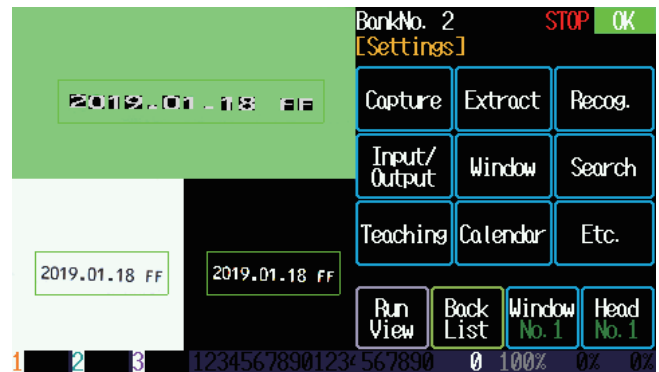 BankNo. 2 STOP OK
[Settings]
2019.01.18 FF
Capture Extract Recog.
Input/
Output
Window Search
Teaching Calendar Etc.
2019.01.18 FF
2019.01.18 FF
Run
View
Back
List
Window
No.1
Head
No.1
1 2 3 12345678901234567890 0 100% 0% 0%